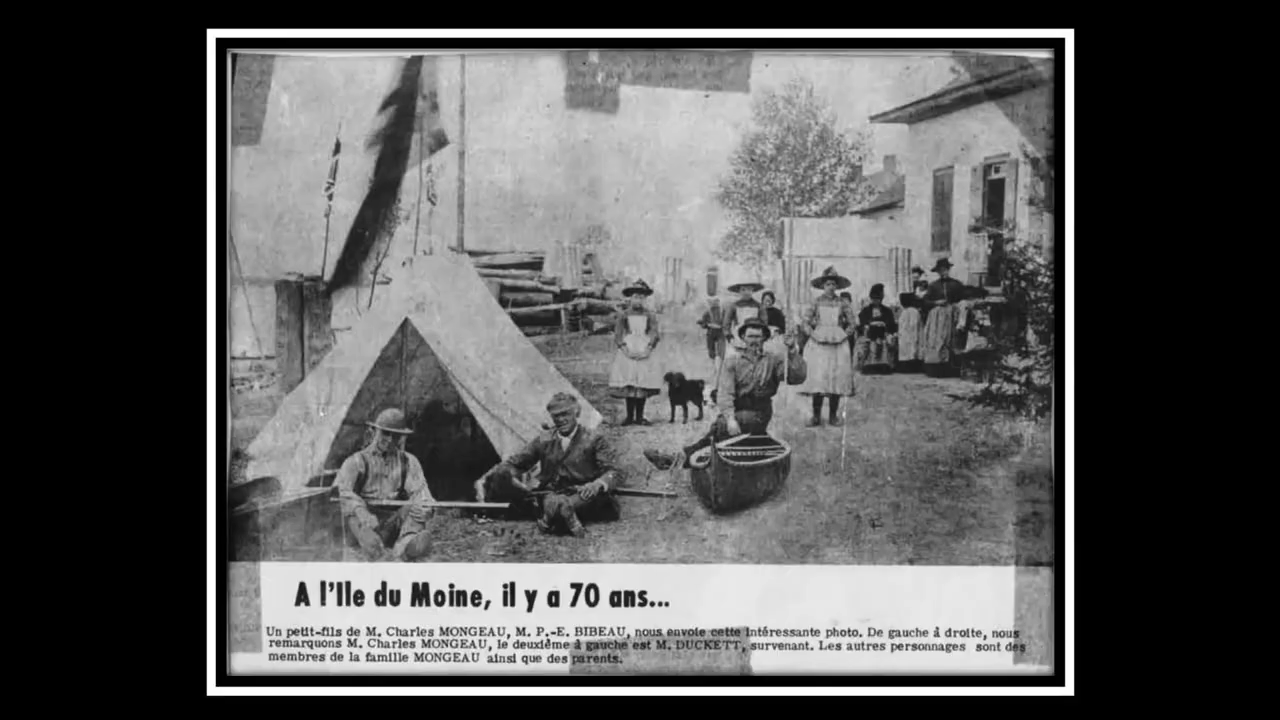 A l'Ile du Moine, il y a 70 ans...
Un petit-fils de M. Charles MONGEAU, M. P.-E. BIBEAU, nous envoie cette intéressante photo. De gauche à droite, nous
remarquons M. Charles MONGEAU, le deuxième à gauche est M. DUCKETT, survenant. Les autres personnages sont des
membres de la famille MONGEAU ainsi que des parents.